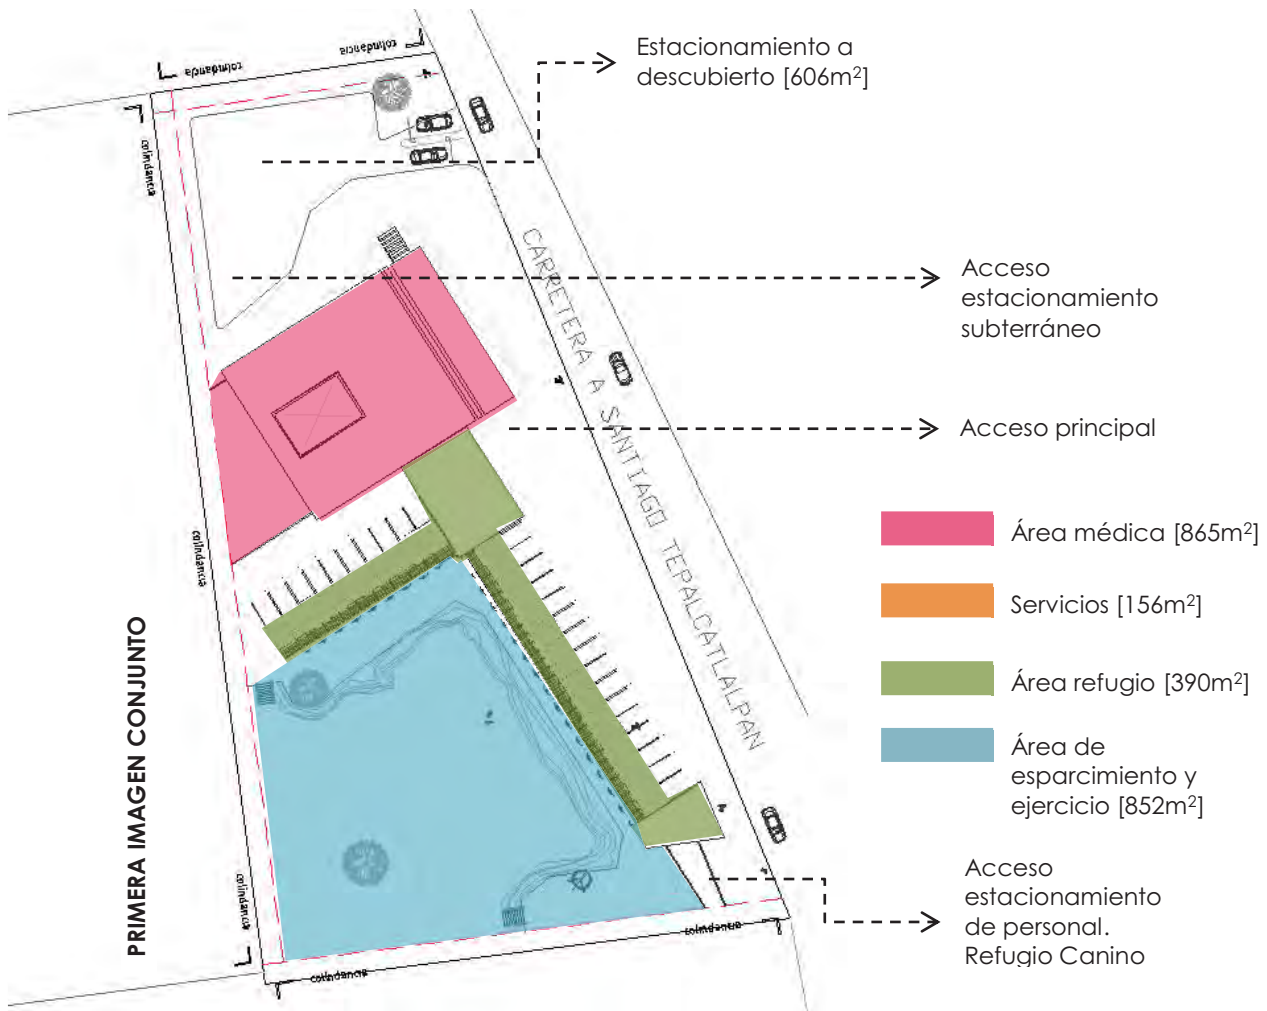 colindancia
colindancia
Estacionamiento a
descubierto [606m²]
colindancia
Acceso
estacionamiento
subterráneo
CARRETERA A SANTIAGO TEPALCATLALPAN
Acceso principal
Área médica [865m²]
colindancia
Servicios [156m²]
Área refugio [390m²]
PRIMERA IMAGEN CONJUNTO
Área de
esparcimiento y
ejercicio [852m²]
colindancia
Acceso
estacionamiento
de personal.
Refugio Canino
colindancia
colindancia